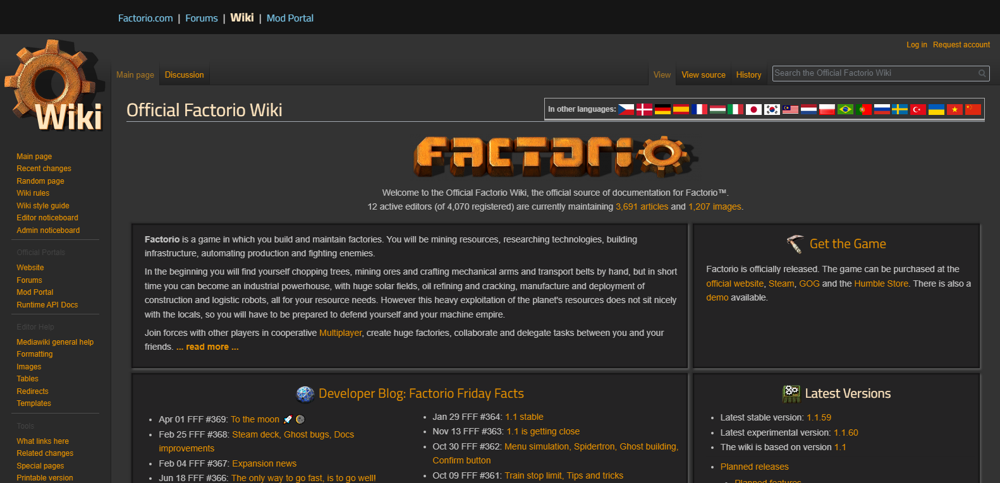 Factorio.com | Forums | Wiki | Mod Portal
Log in Request account
Wiki
Main page Discussion
View View source History Search the Official Factorio Wiki
Official Factorio Wiki
In other languages:
FACTORIO
Welcome to the Official Factorio Wiki, the official source of documentation for Factorio™.
12 active editors (of 4,070 registered) are currently maintaining 3,691 articles and 1,207 images.
Main page
Recent changes
Random page
Wiki rules
Wiki style guide
Editor noticeboard
Admin noticeboard
Official Portals
Website
Forums
Mod Portal
Runtime API Docs
Editor Help
Mediawiki general help
Formatting
Images
Tables
Redirects
Templates
Tools
What links here
Related changes
Special pages
Printable version
Factorio is a game in which you build and maintain factories. You will be mining resources, researching technologies, building
infrastructure, automating production and fighting enemies.
In the beginning you will find yourself chopping trees, mining ores and crafting mechanical arms and transport belts by hand, but in short
time you can become an industrial powerhouse, with huge solar fields, oil refining and cracking, manufacture and deployment of
construction and logistic robots, all for your resource needs. However this heavy exploitation of the planet's resources does not sit nicely
with the locals, so you will have to be prepared to defend yourself and your machine empire.
Join forces with other players in cooperative Multiplayer, create huge factories, collaborate and delegate tasks between you and your
friends. ... read more ...
Get the Game
Factorio is officially released. The game can be purchased at the
official website, Steam, GOG and the Humble Store. There is also a
demo available.
Developer Blog: Factorio Friday Facts
Apr 01 FFF #369: To the moon 🚀🌘
Feb 25 FFF #368: Steam deck, Ghost bugs, Docs
improvements
Feb 04 FFF #367: Expansion news
Jun 18 FFF #366: The only way to go fast, is to go well!
Jan 29 FFF #364: 1.1 stable
Nov 13 FFF #363: 1.1 is getting close
Oct 30 FFF #362: Menu simulation, Spidertron, Ghost building,
Confirm button
Oct 09 FFF #361: Train stop limit, Tips and tricks
Latest Versions
Latest stable version: 1.1.59
Latest experimental version: 1.1.60
The wiki is based on version 1.1
Planned releases
Planned features